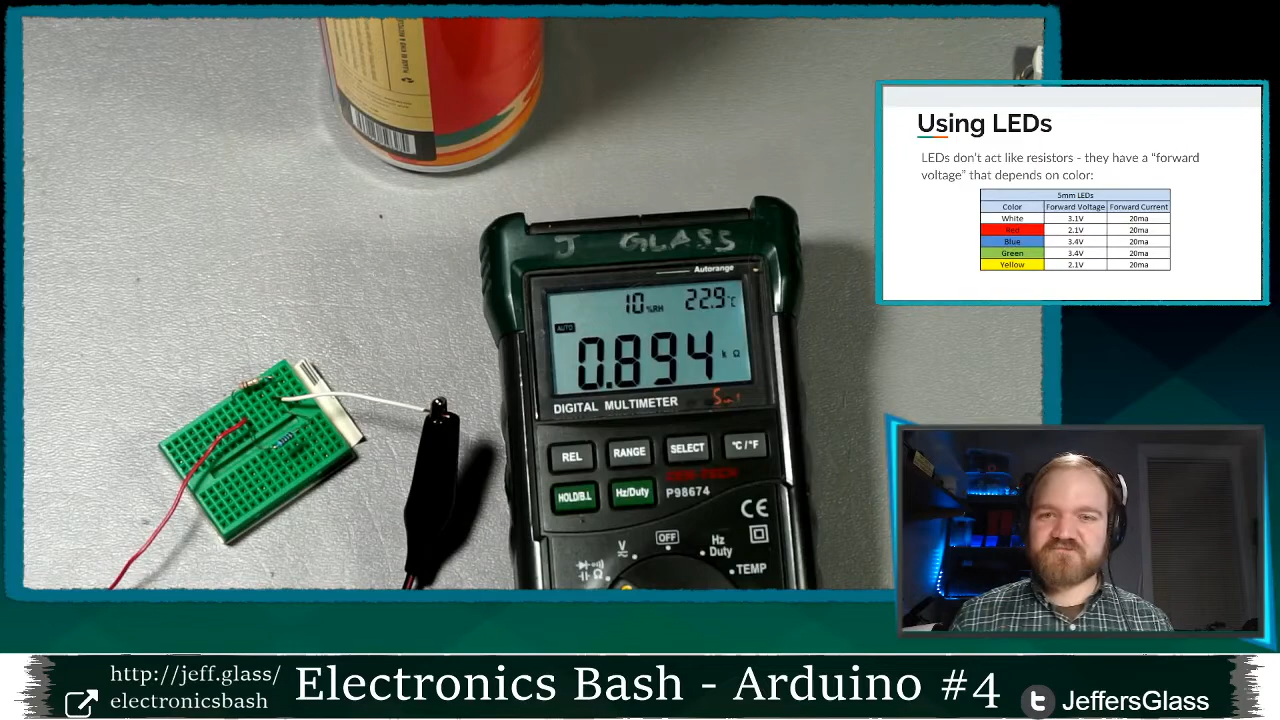 Using LEDs
LEDs don't act like resistors - they have a "forward
voltage" that depends on color:
5mm LEDs
Color Forward Voltage Forward Current
White 3.1V 20ma
Red 2.1V 20ma
Blue 3.4V 20ma
Green 3.4V 20ma
Yellow 2.1V 20ma
J GLASS
Autorange
10 %RH 22.9 °C
AUTO
0.894 k Ω
DIGITAL MULTIMETER
REL RANGE SELECT °C/°F
P98674
HOLD/B.L Hz/Duty
CE
V OFF Hz
Duty
Ω TEMP
http://jeff.glass/
electronicsbash
Electronics Bash - Arduino #4
JeffersGlass